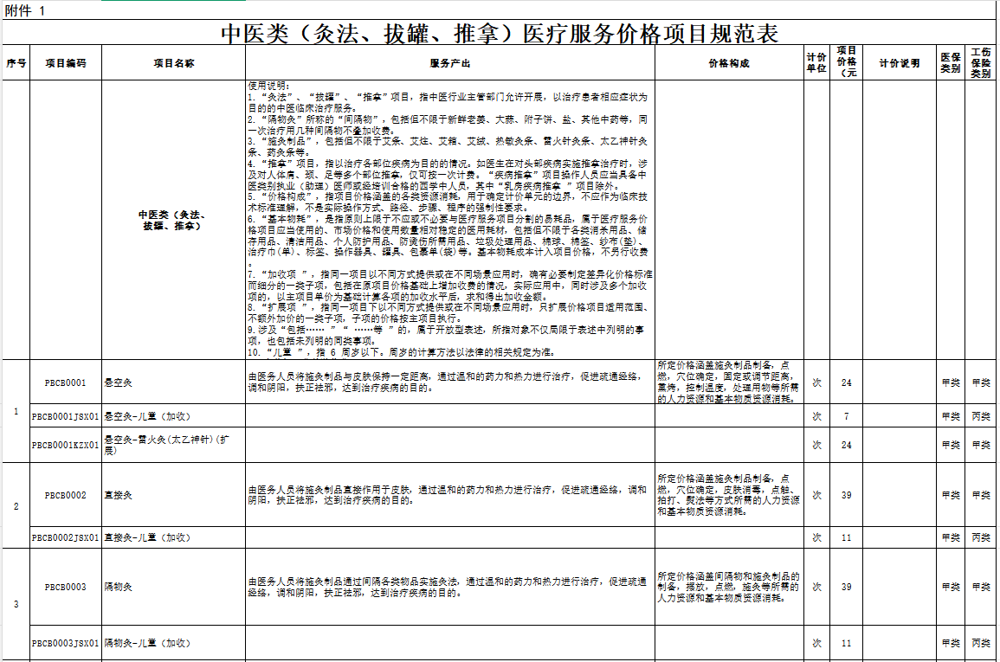 附件 1
中医类（灸法、拔罐、推拿）医疗服务价格项目规范表
序号 项目编码 项目名称 服务产出 价格构成 计价单位 项目价格（元 计价说明 医保类别 工伤保险类别
中医类（灸法、
拔罐、推拿）
使用说明：
1.“灸法”、“拔罐”、“推拿”项目，指中医行业主管部门允许开展，以治疗患者相应症状为
目的的中医临床治疗服务。
2.“隔物灸”所称的“间隔物”，包括但不限于新鲜老姜、大蒜、附子饼、盐、其他中药等，同
一次治疗用几种间隔物不叠加收费。
3.“施灸制品”，包括但不限于艾条、艾炷、艾箱、艾绒、热敏灸条、雷火针灸条、太乙神针灸
条、药灸条等。
4.“推拿”项目，指以治疗各部位疾病为目的的情况。如医生在对头部疾病实施推拿治疗时，涉
及对人体肩、颈、足等多个部位推拿，仅可按一次计费。“疾病推拿”项目操作人员应当具备中
医类别执业（助理）医师或经培训合格的西学中人员，其中“乳房疾病推拿 ”项目除外。
5.“价格构成”，指项目价格涵盖的各类资源消耗，用于确定计价单元的边界，不应作为临床技
术标准理解，不是实际操作方式、路径、步骤、程序的强制性要求。
6.“基本物耗”，是指原则上限于不应或不必要与医疗服务项目分割的易耗品，属于医疗服务价
格项目应当使用的、市场价格和使用数量相对稳定的医用耗材，包括但不限于各类消杀用品、储
存用品、清洁用品、个人防护用品、防烫伤所需用品、垃圾处理用品、棉球、棉签、纱布(垫)、
治疗巾(单)、标签、操作器具、罐具、包裹单(袋)等。基本物耗成本计入项目价格，不另行收费
。
7.“加收项 ”，指同一项目以不同方式提供或在不同场景应用时，确有必要制定差异化价格标准
而细分的一类子项，包括在原项目价格基础上增加收费的情况，实际应用中，同时涉及多个加收
项的，以主项目单价为基础计算各项的加收水平后，求和得出加收金额。
8.“扩展项 ”，指同一项目下以不同方式提供或在不同场景应用时，只扩展价格项目适用范围、
不额外加价的一类子项，子项的价格按主项目执行。
9.涉及“包括…… ”“ ……等 ”的，属于开放型表述，所指对象不仅局限于表述中列明的事
项，也包括未列明的同类事项。
10.“儿童 ”，指 6 周岁以下。周岁的计算方法以法律的相关规定为准。
1
PBCB0001 悬空灸
由医务人员将施灸制品与皮肤保持一定距离，通过温和的药力和热力进行治疗，促进疏通经络，
调和阴阳，扶正祛邪，达到治疗疾病的目的。
所定价格涵盖施灸制品制备，点
燃，穴位确定，固定或调节距离，
熏烤，控制温度，处理用物等所需
的人力资源和基本物质资源消耗。
次 24 甲类 甲类
PBCB0001JSX01 悬空灸-儿童（加收） 次 7 甲类 丙类
PBCB0001KZX01 悬空灸-雷火灸(太乙神针)(扩
展) 次 24 甲类 甲类
2
PBCB0002 直接灸
由医务人员将施灸制品直接作用于皮肤，通过温和的药力和热力进行治疗，促进疏通经络，调和
阴阳，扶正祛邪，达到治疗疾病的目的。
所定价格涵盖施灸制品制备，点
燃，穴位确定，皮肤消毒，点触、
拍打、熨法等方式所需的人力资源
和基本物质资源消耗。
次 39 甲类 甲类
PBCB0002JSX01 直接灸-儿童（加收） 次 11 甲类 丙类
3
PBCB0003 隔物灸
由医务人员将施灸制品通过间隔各类物品实施灸法，通过温和的药力和热力进行治疗，促进疏通
经络，调和阴阳，扶正祛邪，达到治疗疾病的目的。
所定价格涵盖间隔物和施灸制品的
制备，摆放，点燃，施灸等所需的
人力资源和基本物质资源消耗。
次 39 甲类 甲类
PBCB0003JSX01 隔物灸-儿童（加收） 次 11 甲类 丙类